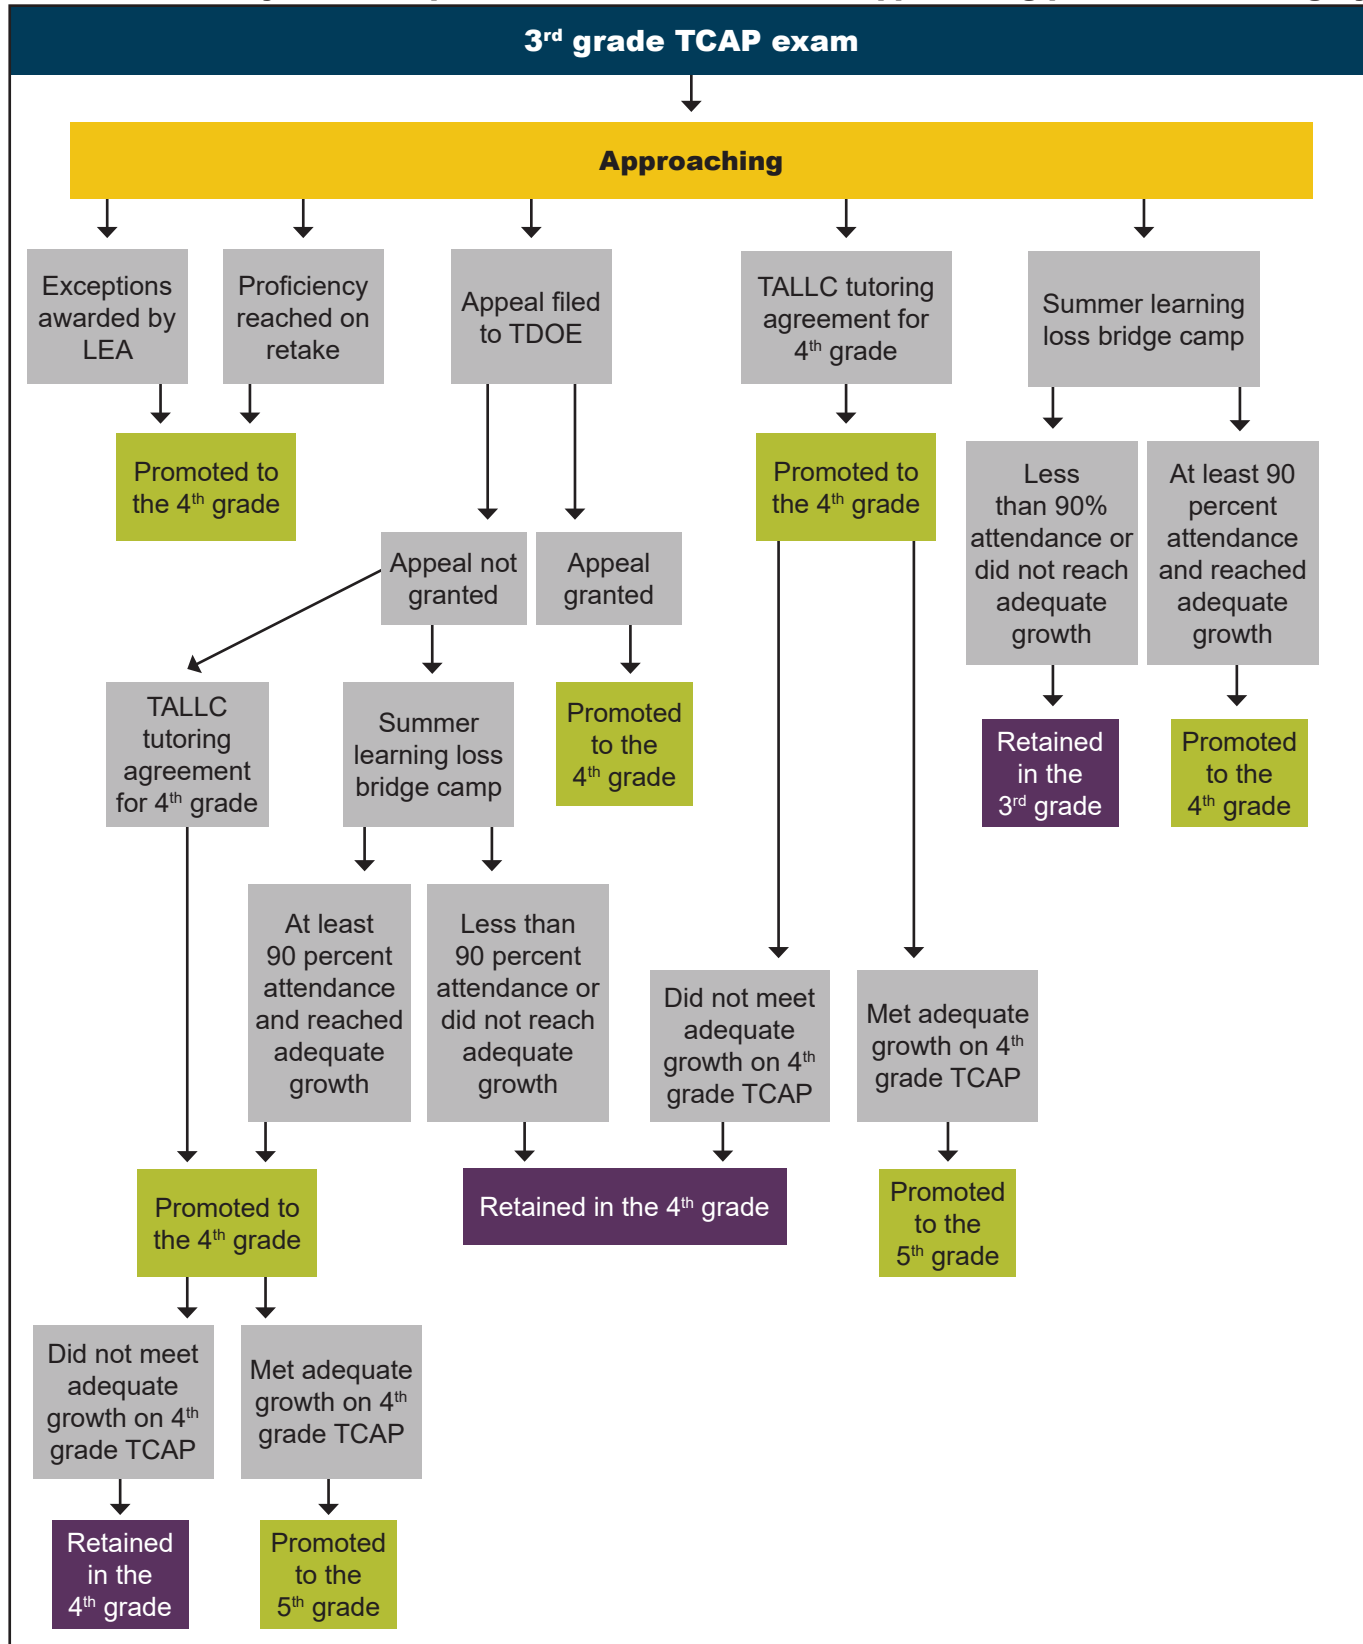 3rd grade TCAP exam
Approaching
Exceptions
awarded by
LEA
Proficiency
reached on
retake
Appeal filed
to TDOE
TALLC tutoring
agreement for
4th grade
Summer learning
loss bridge camp
Promoted to
the 4th grade
Promoted to
the 4th grade
Less
than 90%
attendance or
did not reach
adequate
growth
At least 90
percent
attendance
and reached
adequate
growth
Appeal not
granted
Appeal
granted
TALLC
tutoring
agreement
for 4th grade
Summer
learning loss
bridge camp
Promoted
to the
4th grade
Retained
in the
3rd grade
Promoted
to the
4th grade
At least
90 percent
attendance
and reached
adequate
growth
Less than
90 percent
attendance or
did not reach
adequate
growth
Did not meet
adequate
growth on 4th
grade TCAP
Met adequate
growth on 4th
grade TCAP
Promoted to
the 4th grade
Retained in the 4th grade
Promoted
to the
5th grade
Did not meet
adequate
growth on 4th
grade TCAP
Met adequate
growth on 4th
grade TCAP
Retained
in the
4th grade
Promoted
to the
5th grade